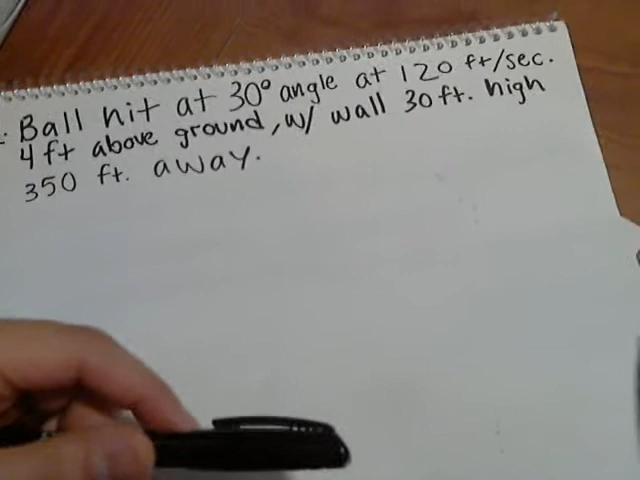 Ball hit at 30° angle at 120 ft/sec.
4 ft above ground, w/ wall 30 ft. high
350 ft. away.